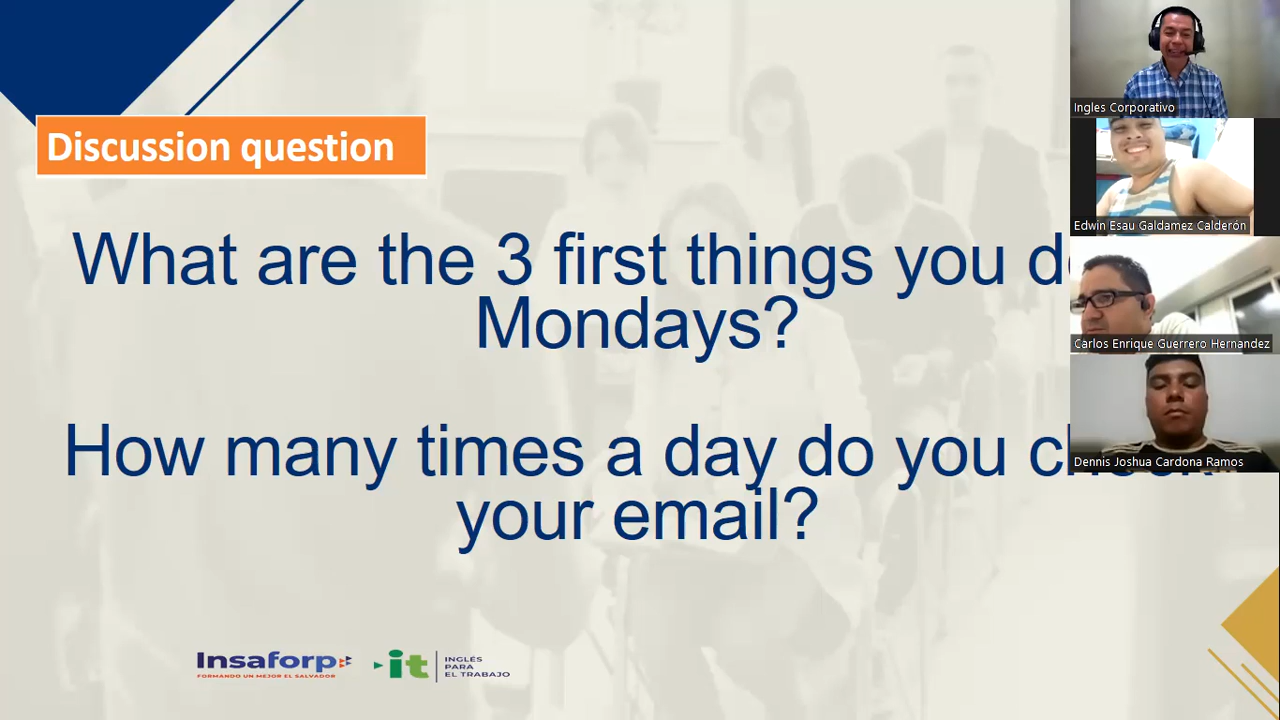 Discussion question
What are the 3 first things you do
Mondays?
How many times a day do you check
your email?
Insaforp
FORMANDO UN MEJOR EL SALVADOR
it
INGLÉS
PARA
EL TRABAJO
Ingles Corporativo
Edwin Esau Galdamez Calderón
Carlos Enrique Guerrero Hernandez
Dennis Joshua Cardona Ramos